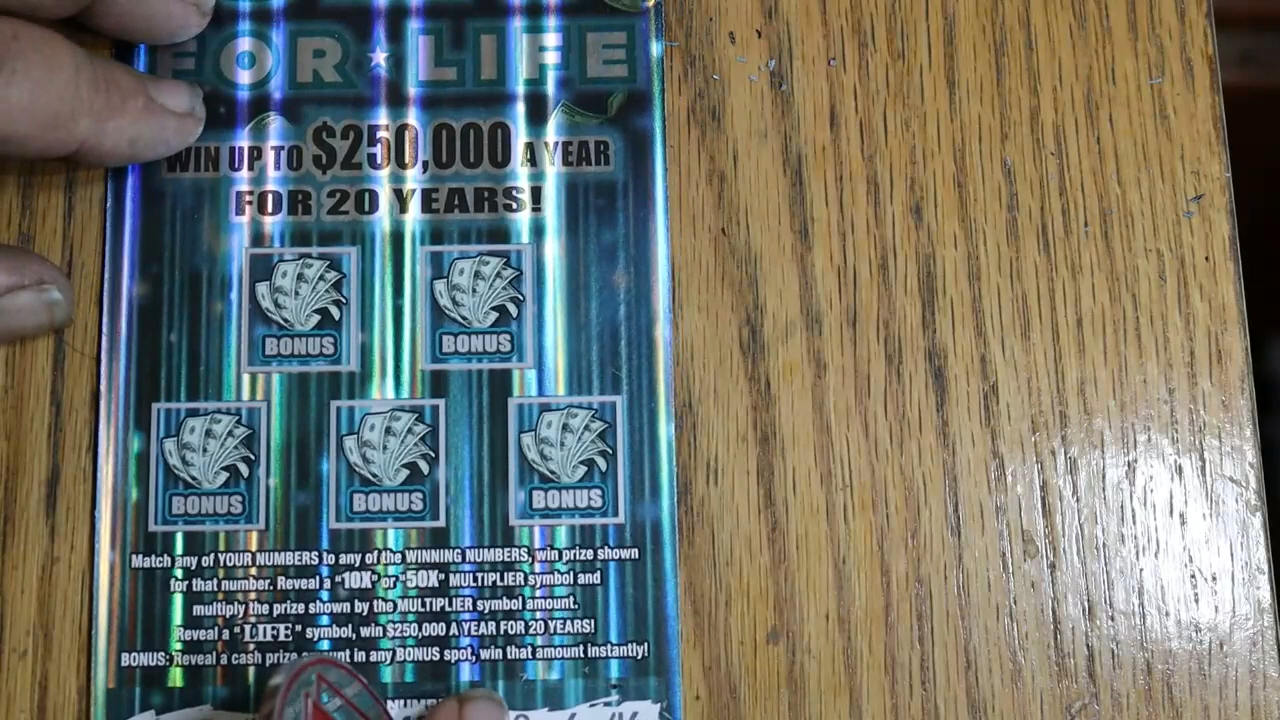 FOR★LIFE
WIN UP TO $250,000 A YEAR
FOR 20 YEARS!
BONUS
BONUS
BONUS
BONUS
BONUS
Match any of YOUR NUMBERS to any of the WINNING NUMBERS, win prize shown
for that number. Reveal a "10X" or "50X" MULTIPLIER symbol and
multiply the prize shown by the MULTIPLIER symbol amount.
Reveal a "LIFE" symbol, win $250,000 A YEAR FOR 20 YEARS!
BONUS: Reveal a cash prize in any BONUS spot, win that amount instantly!